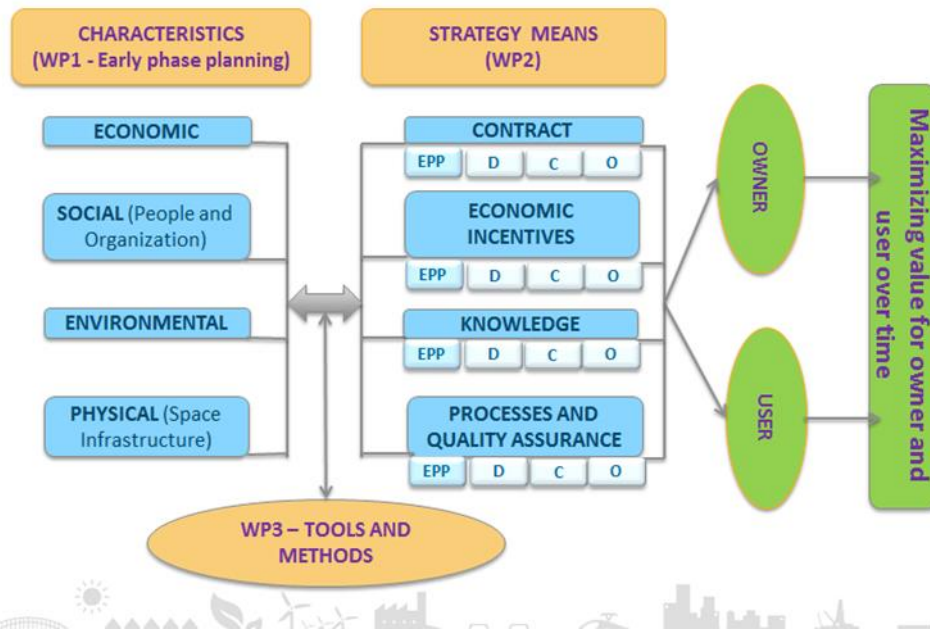 CHARACTERISTICS
(WP1 - Early phase planning)
STRATEGY MEANS
(WP2)
ECONOMIC
SOCIAL (People and
Organization)
ENVIRONMENTAL
PHYSICAL (Space
Infrastructure)
CONTRACT
EPP D C O
ECONOMIC
INCENTIVES
EPP D C O
KNOWLEDGE
EPP D C O
PROCESSES AND
QUALITY ASSURANCE
EPP D C O
WP3 – TOOLS AND
METHODS
OWNER
USER
Maximizing value for owner and
user over time